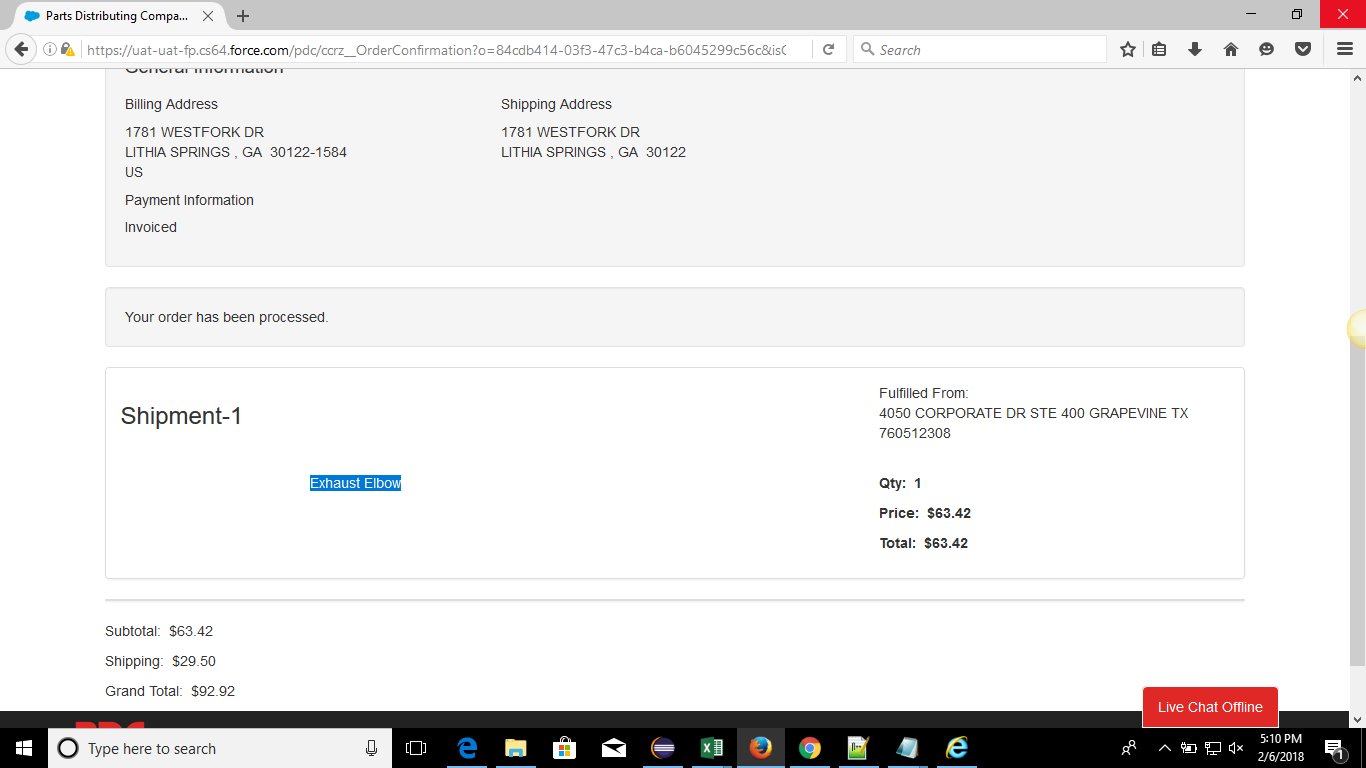 Parts Distributing Compa...
https://uat-uat-fp.cs64.force.com/pdc/ccrz__OrderConfirmation?o=84cdb414-03f3-47c3-b4ca-b6045299c56c&isC
Search
General Information
Billing Address
1781 WESTFORK DR
LITHIA SPRINGS , GA 30122-1584
US
Payment Information
Invoiced
Shipping Address
1781 WESTFORK DR
LITHIA SPRINGS , GA 30122
Your order has been processed.
Shipment-1
Fulfilled From:
4050 CORPORATE DR STE 400 GRAPEVINE TX
760512308
Exhaust Elbow
Qty: 1
Price: $63.42
Total: $63.42
Subtotal: $63.42
Shipping: $29.50
Grand Total: $92.92
Live Chat Offline
Type here to search
5:10 PM
2/6/2018
1